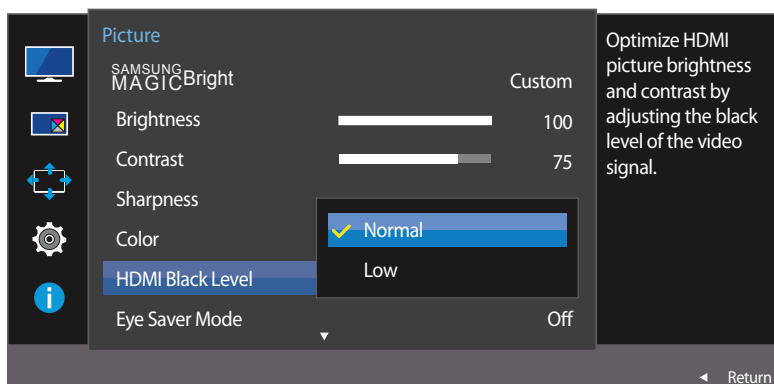 Picture
SAMSUNG
MAGICBright Custom
Brightness 100
Contrast 75
Sharpness
Color
HDMI Black Level
Eye Saver Mode Off
Normal
Low
Optimize HDMI
picture brightness
and contrast by
adjusting the black
level of the video
signal.
Return